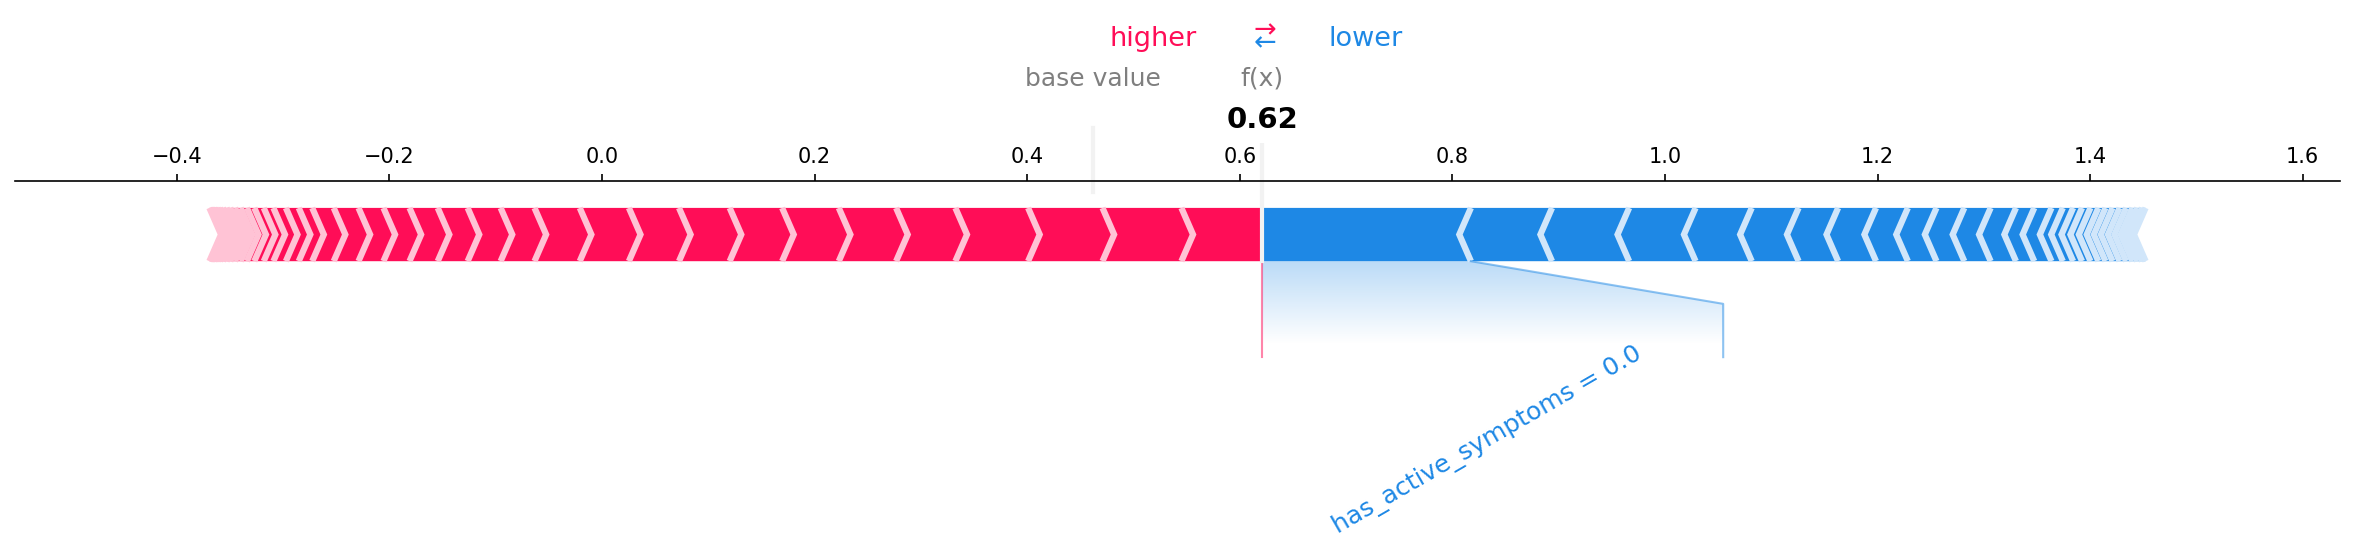 higher ⇄ lower
base value f(x)
0.62
−0.4 −0.2 0.0 0.2 0.4 0.6 0.8 1.0 1.2 1.4 1.6
has_active_symptoms = 0.0